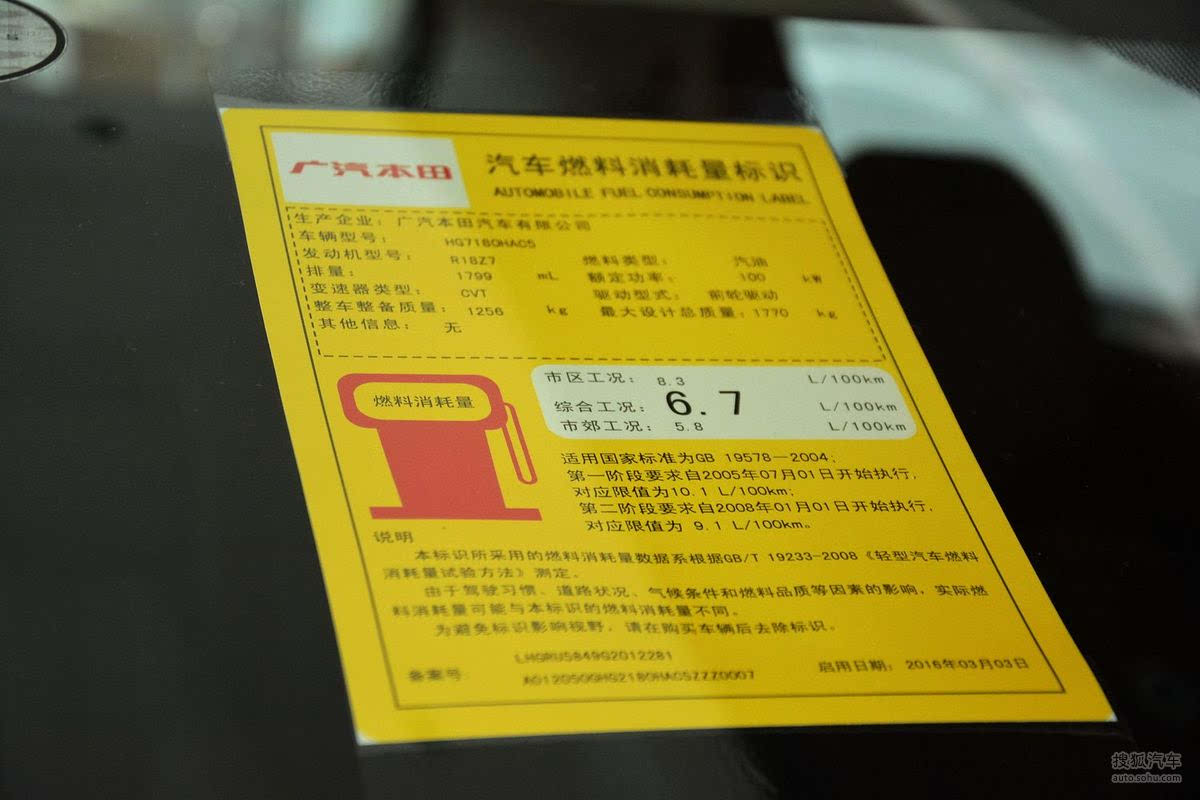 广汽本田
汽车燃料消耗量标识
AUTOMOBILE FUEL CONSUMPTION LABEL
生产企业: 广汽本田汽车有限公司
车辆型号: HG7180HAC5
发动机型号: R18Z7 燃料类型: 汽油
排量: 1799 mL 额定功率: 100 kW
变速器类型: CVT 驱动型式: 前轮驱动
整车整备质量: 1256 kg 最大设计总质量: 1770 kg
其他信息: 无
燃料消耗量
市区工况: 8.3 L/100km
综合工况: 6.7 L/100km
市郊工况: 5.8 L/100km
适用国家标准为GB 19578-2004;
第一阶段要求自2005年07月01日开始执行,
对应限值为10.1 L/100km;
第二阶段要求自2008年01月01日开始执行,
对应限值为 9.1 L/100km。
说明
本标识所采用的燃料消耗量数据系根据GB/T 19233-2008《轻型汽车燃料
消耗量试验方法》测定。
由于驾驶习惯、道路状况、气候条件和燃料品质等因素的影响,实际燃
料消耗量可能与本标识的燃料消耗量不同。
为避免标识影响视野,请在购买车辆后去除标识。
LHGRU5849G2012281
备案号: A012050QHG2180HAC5ZZZ0007 启用日期: 2016年03月03日
搜狐汽车
auto.sohu.com